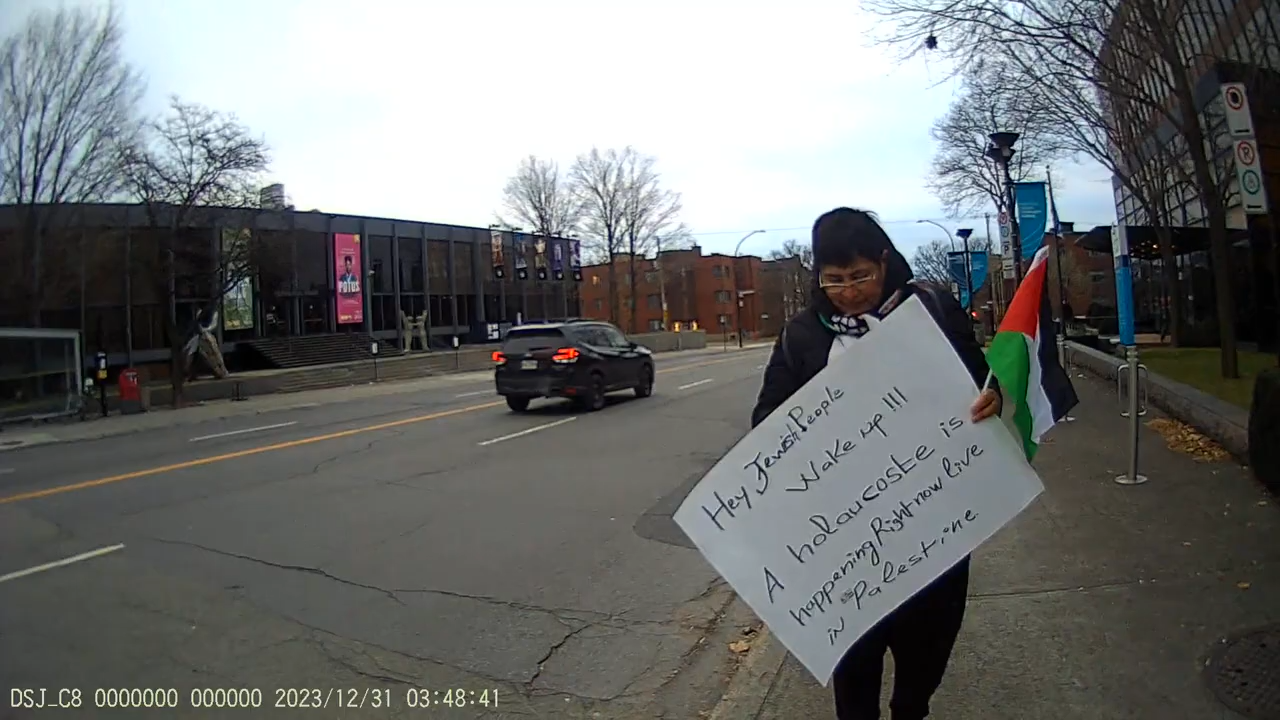 POTUS
Hey Jewish People
Wake up !!!
A holaucoste is
happening Right now live
in Palestine.
DSJ_C8 0000000 000000 2023/12/31 03:48:41